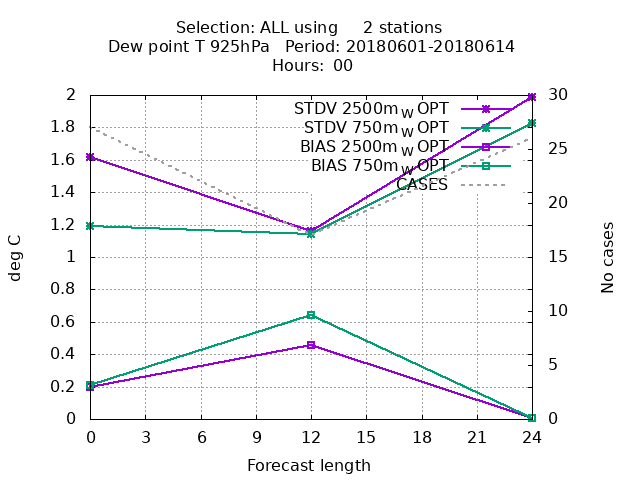 Selection: ALL using     2 stations
Dew point T 925hPa   Period: 20180601-20180614
Hours:  00
2
1.8
1.6
1.4
1.2
1
0.8
0.6
0.4
0.2
0
deg C
30
25
20
15
10
5
0
No cases
STDV 2500m_W OPT
STDV 750m_W OPT
BIAS 2500m_W OPT
BIAS 750m_W OPT
CASES
0 3 6 9 12 15 18 21 24
Forecast length